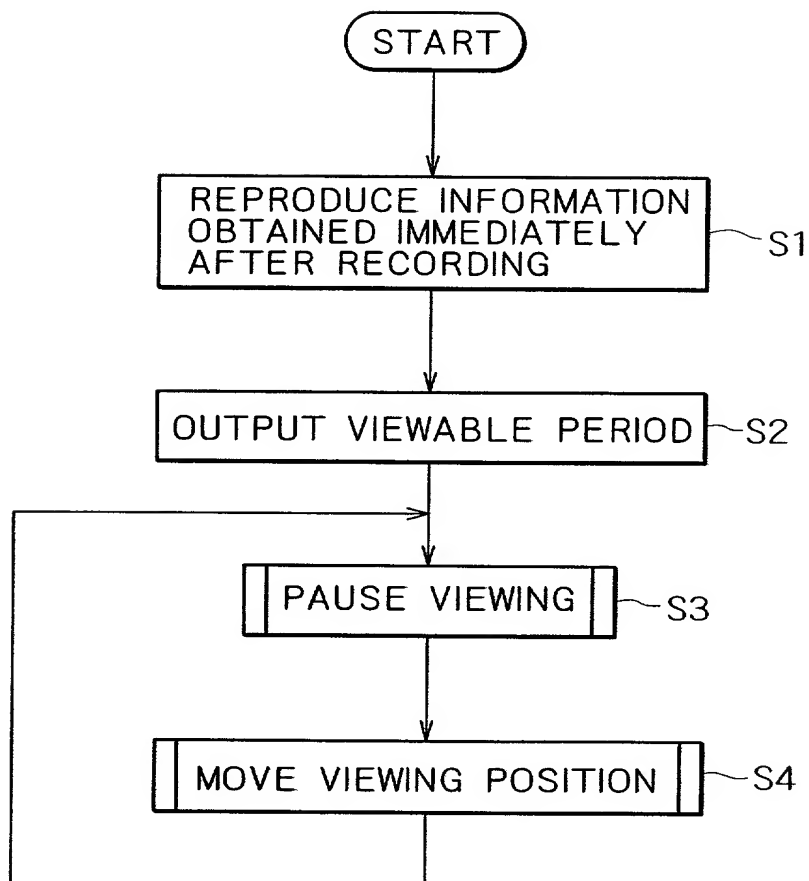 START
REPRODUCE INFORMATION
OBTAINED IMMEDIATELY
AFTER RECORDING
S1
OUTPUT VIEWABLE PERIOD
S2
PAUSE VIEWING
S3
MOVE VIEWING POSITION
S4